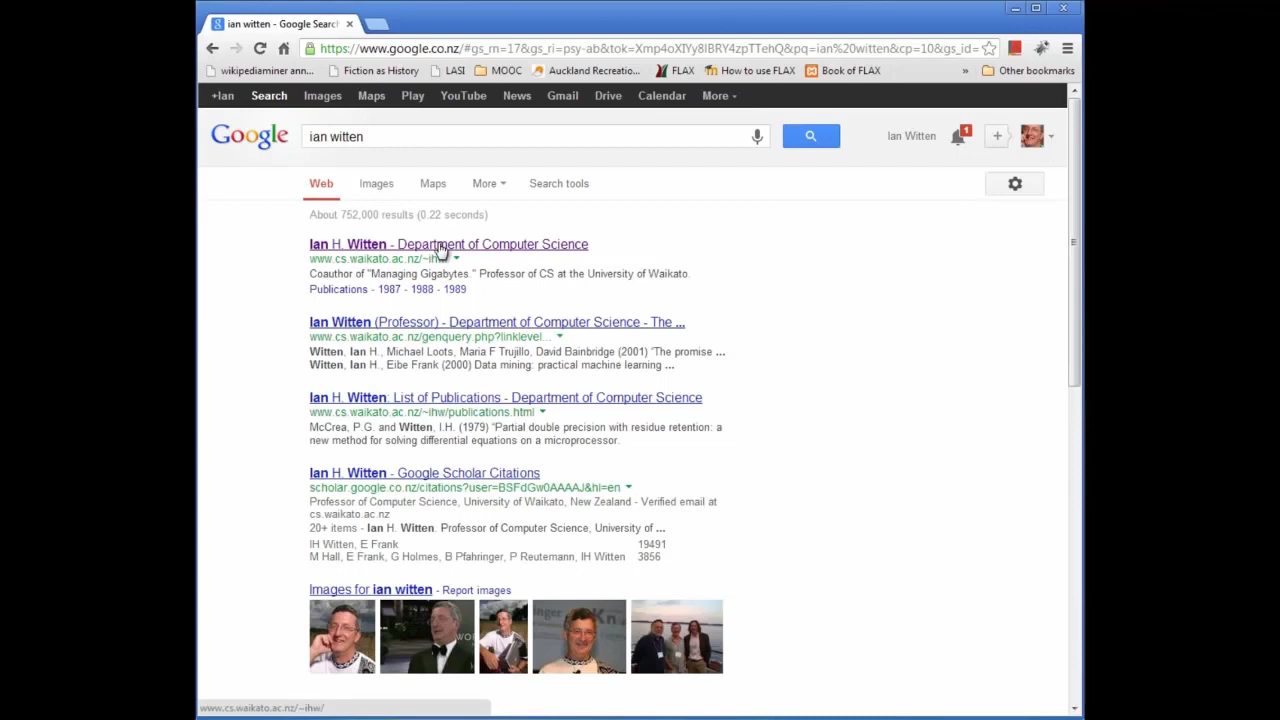 ian witten - Google Search
https://www.google.co.nz/#gs_rn=17&gs_ri=psy-ab&tok=Xmp4oXIYy8IBRY4zpTTehQ&pq=ian%20witten&cp=10&gs_id=
wikipediaminer ann... Fiction as History LASI MOOC Auckland Recreatio... FLAX How to use FLAX Book of FLAX » Other bookmarks
+Ian Search Images Maps Play YouTube News Gmail Drive Calendar More
Google ian witten Ian Witten 1 +
Web Images Maps More Search tools
About 752,000 results (0.22 seconds)
Ian H. Witten - Department of Computer Science
www.cs.waikato.ac.nz/~ihw/
Coauthor of "Managing Gigabytes." Professor of CS at the University of Waikato.
Publications - 1987 - 1988 - 1989
Ian Witten (Professor) - Department of Computer Science - The ...
www.cs.waikato.ac.nz/genquery.php?linklevel...
Witten, Ian H., Michael Loots, Maria F Trujillo, David Bainbridge (2001) "The promise ...
Witten, Ian H., Eibe Frank (2000) Data mining: practical machine learning ...
Ian H. Witten: List of Publications - Department of Computer Science
www.cs.waikato.ac.nz/~ihw/publications.html
McCrea, P.G. and Witten, I.H. (1979) "Partial double precision with residue retention: a
new method for solving differential equations on a microprocessor.
Ian H. Witten - Google Scholar Citations
scholar.google.co.nz/citations?user=BSFdGw0AAAAJ&hl=en
Professor of Computer Science, University of Waikato, New Zealand - Verified email at
cs.waikato.ac.nz
20+ items - Ian H. Witten. Professor of Computer Science, University of ...
IH Witten, E Frank 19491
M Hall, E Frank, G Holmes, B Pfahringer, P Reutemann, IH Witten 3856
Images for ian witten - Report images
www.cs.waikato.ac.nz/~ihw/